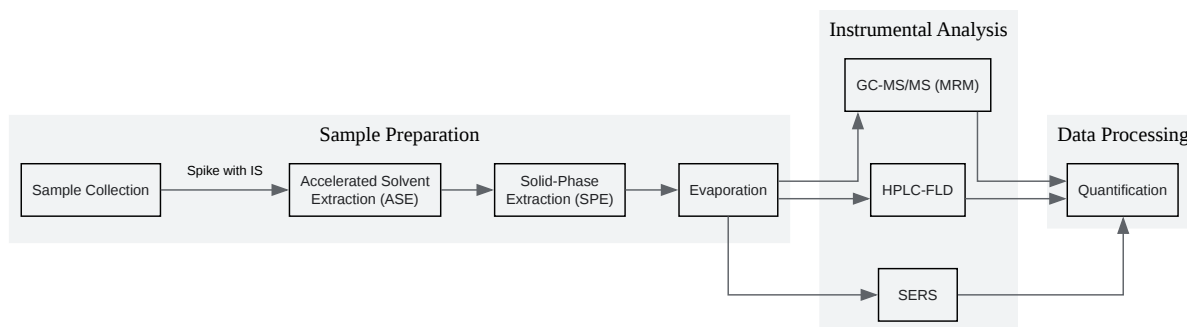 Instrumental Analysis
GC-MS/MS (MRM)
Sample Preparation
Data Processing
Spike with IS
Sample Collection
Accelerated Solvent
Extraction (ASE)
Solid-Phase
Extraction (SPE)
Evaporation
HPLC-FLD
Quantification
SERS